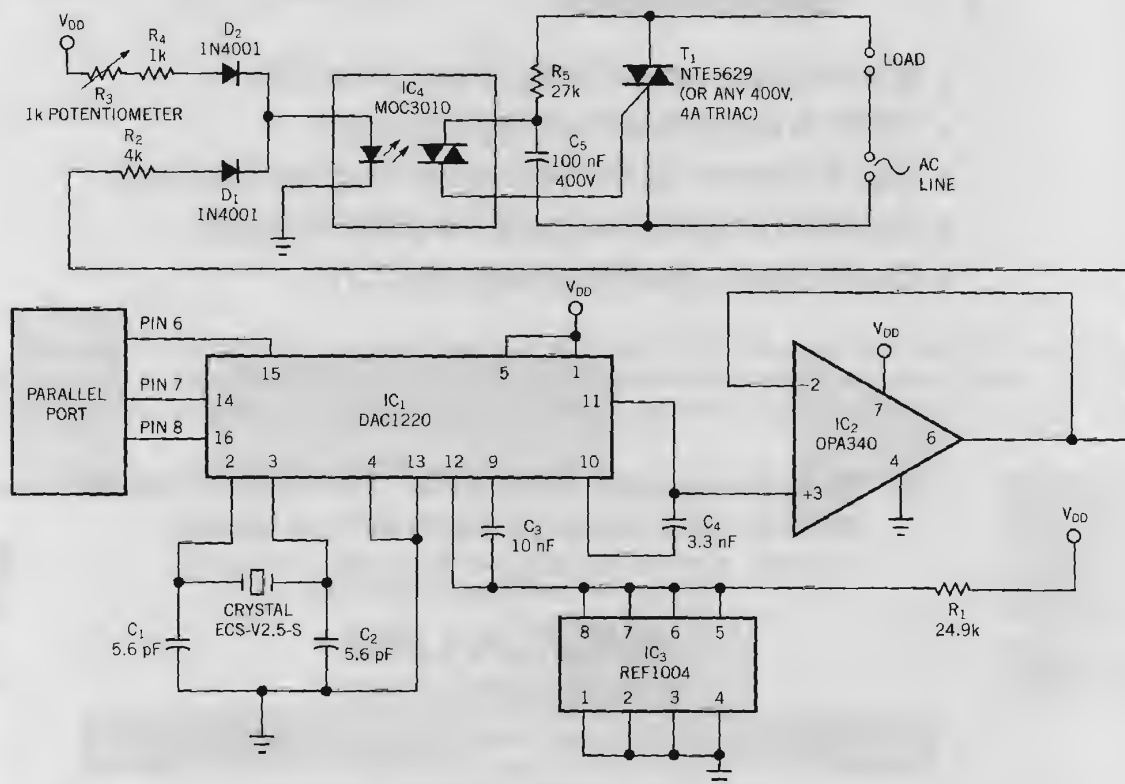 VDD
R4
1k
D2
1N4001
R3
1k POTENTIOMETER
R2
4k
D1
1N4001
IC4
MOC3010
R5
27k
C5
100 nF
400V
T1
NTE5629
(OR ANY 400V,
4A TRIAC)
LOAD
AC
LINE
PARALLEL
PORT
PIN 6
PIN 7
PIN 8
VDD
15
5
1
14
16
IC1
DAC1220
11
2
3
4
13
12
9
10
VDD
−2
7
IC2
OPA340
6
4
+3
C3
10 nF
C4
3.3 nF
VDD
R1
24.9k
CRYSTAL
ECS-V2.5-S
C1
5.6 pF
C2
5.6 pF
8
7
6
5
IC3
REF1004
1
2
3
4